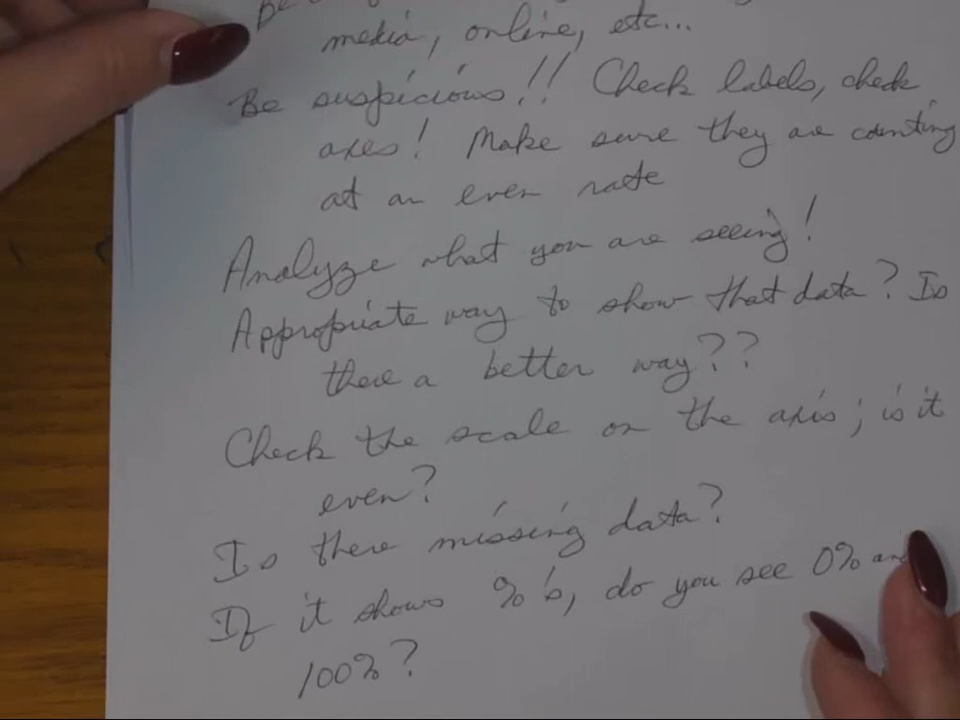 Be
media, online, etc...
Be suspicious!! Check labels, check
axes! Make sure they are counting
at an even rate
Analyze what you are seeing!
Appropriate way to show that data? Is
there a better way??
Check the scale on the axis; is it
even?
Is there missing data?
If it shows %'s, do you see 0% and
100%?